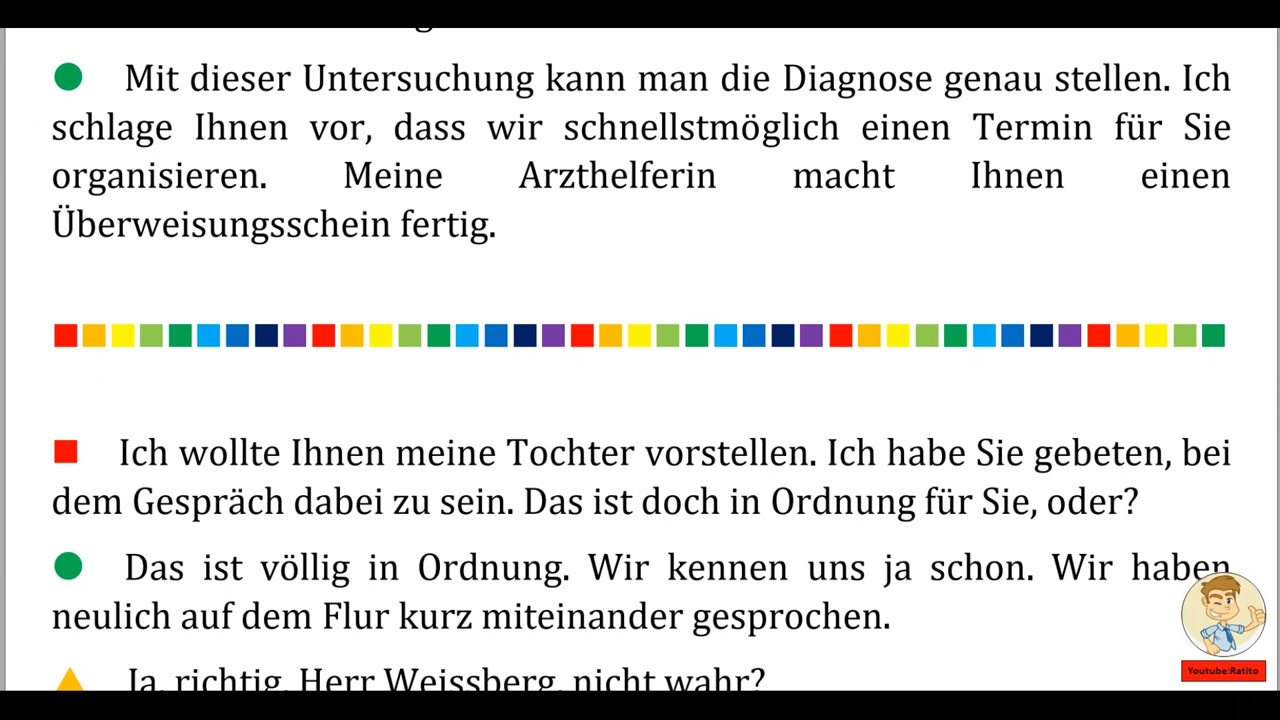 Mit dieser Untersuchung kann man die Diagnose genau stellen. Ich
schlage Ihnen vor, dass wir schnellstmöglich einen Termin für Sie
organisieren. Meine Arzthelferin macht Ihnen einen
Überweisungsschein fertig.
Ich wollte Ihnen meine Tochter vorstellen. Ich habe Sie gebeten, bei
dem Gespräch dabei zu sein. Das ist doch in Ordnung für Sie, oder?
Das ist völlig in Ordnung. Wir kennen uns ja schon. Wir haben
neulich auf dem Flur kurz miteinander gesprochen.
Ja, richtig. Herr Weissberg, nicht wahr?
Youtube:Ratito